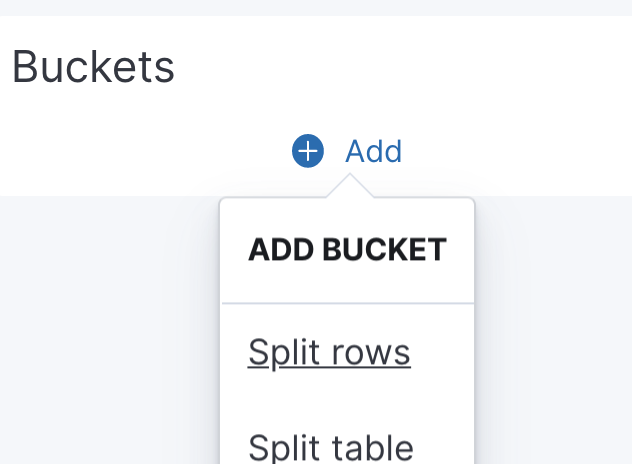 Buckets
Add
ADD BUCKET
Split rows
Split table